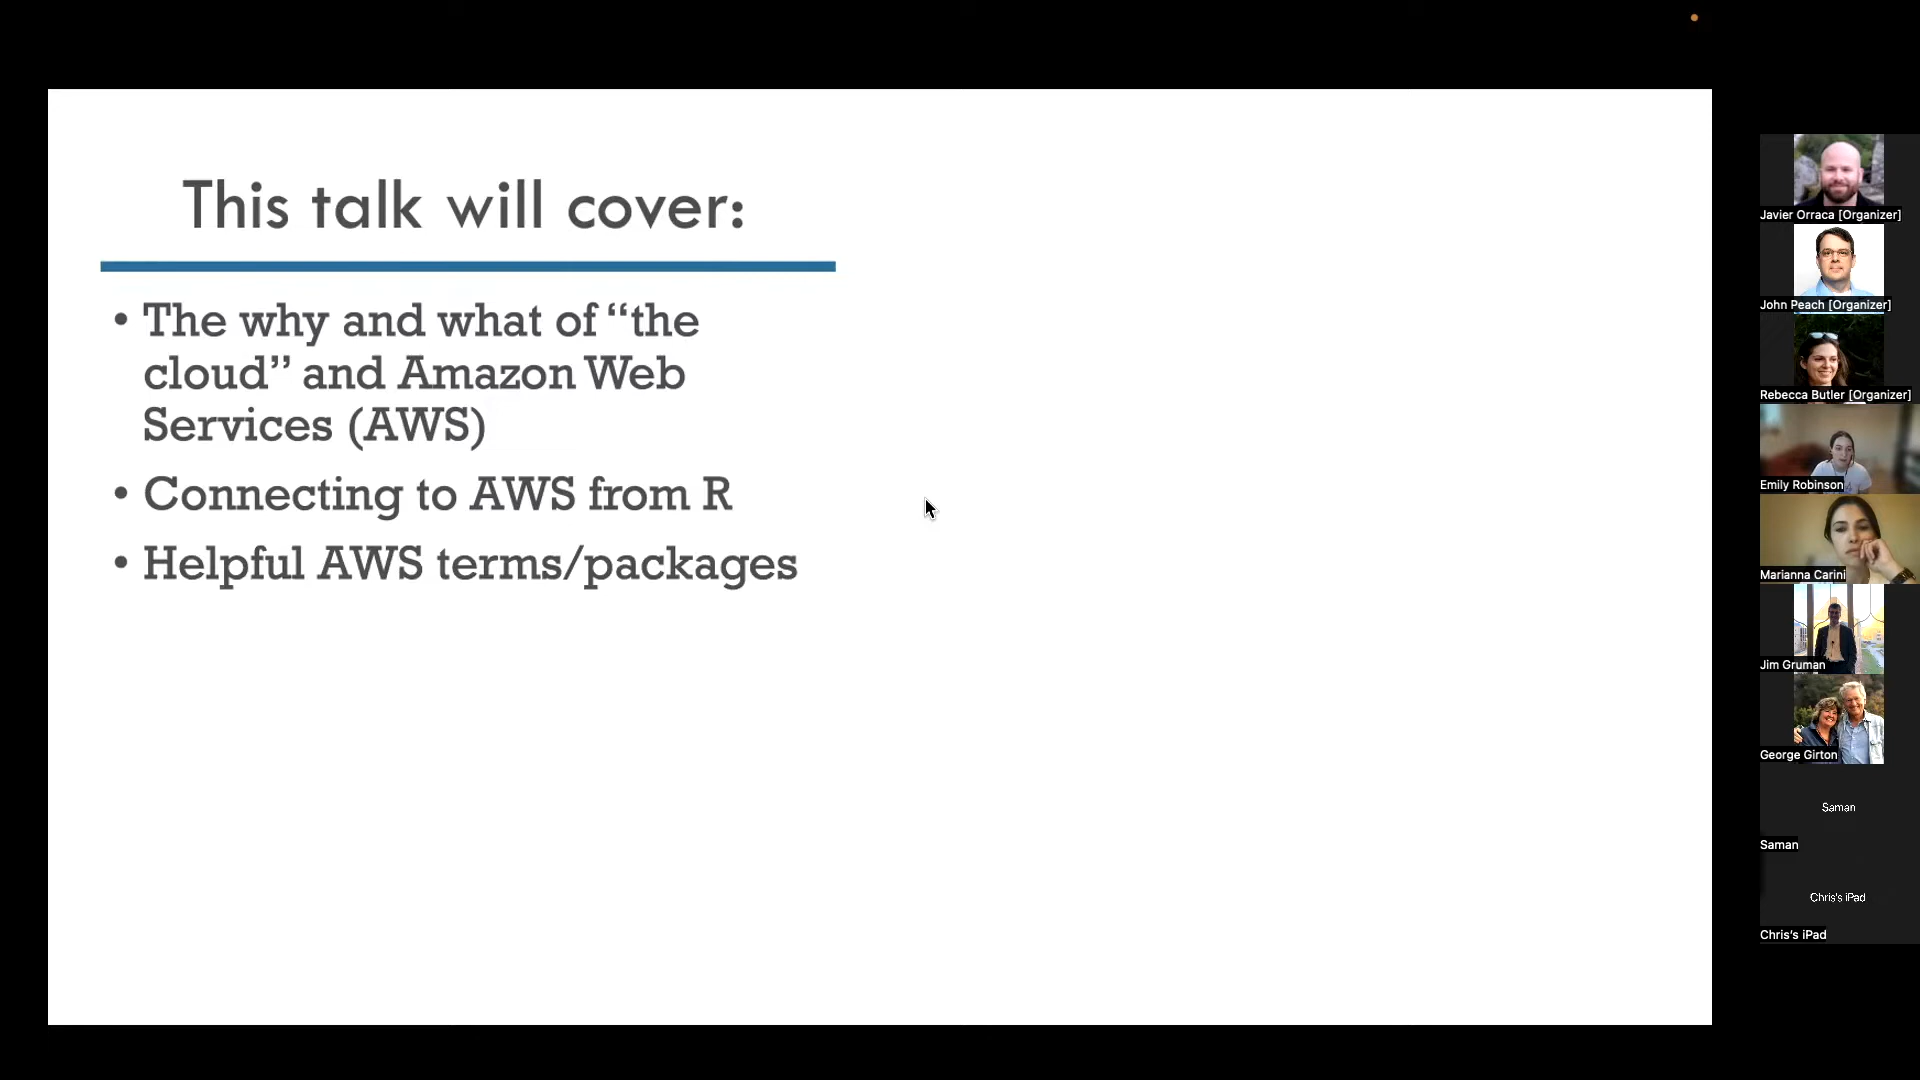 This talk will cover:
• The why and what of “the
cloud” and Amazon Web
Services (AWS)
• Connecting to AWS from R
• Helpful AWS terms/packages
Javier Orraca [Organizer]
John Peach [Organizer]
Rebecca Butler [Organizer]
Emily Robinson
Marianna Carini
Jim Gruman
George Girton
Saman
Saman
Chris's iPad
Chris's iPad